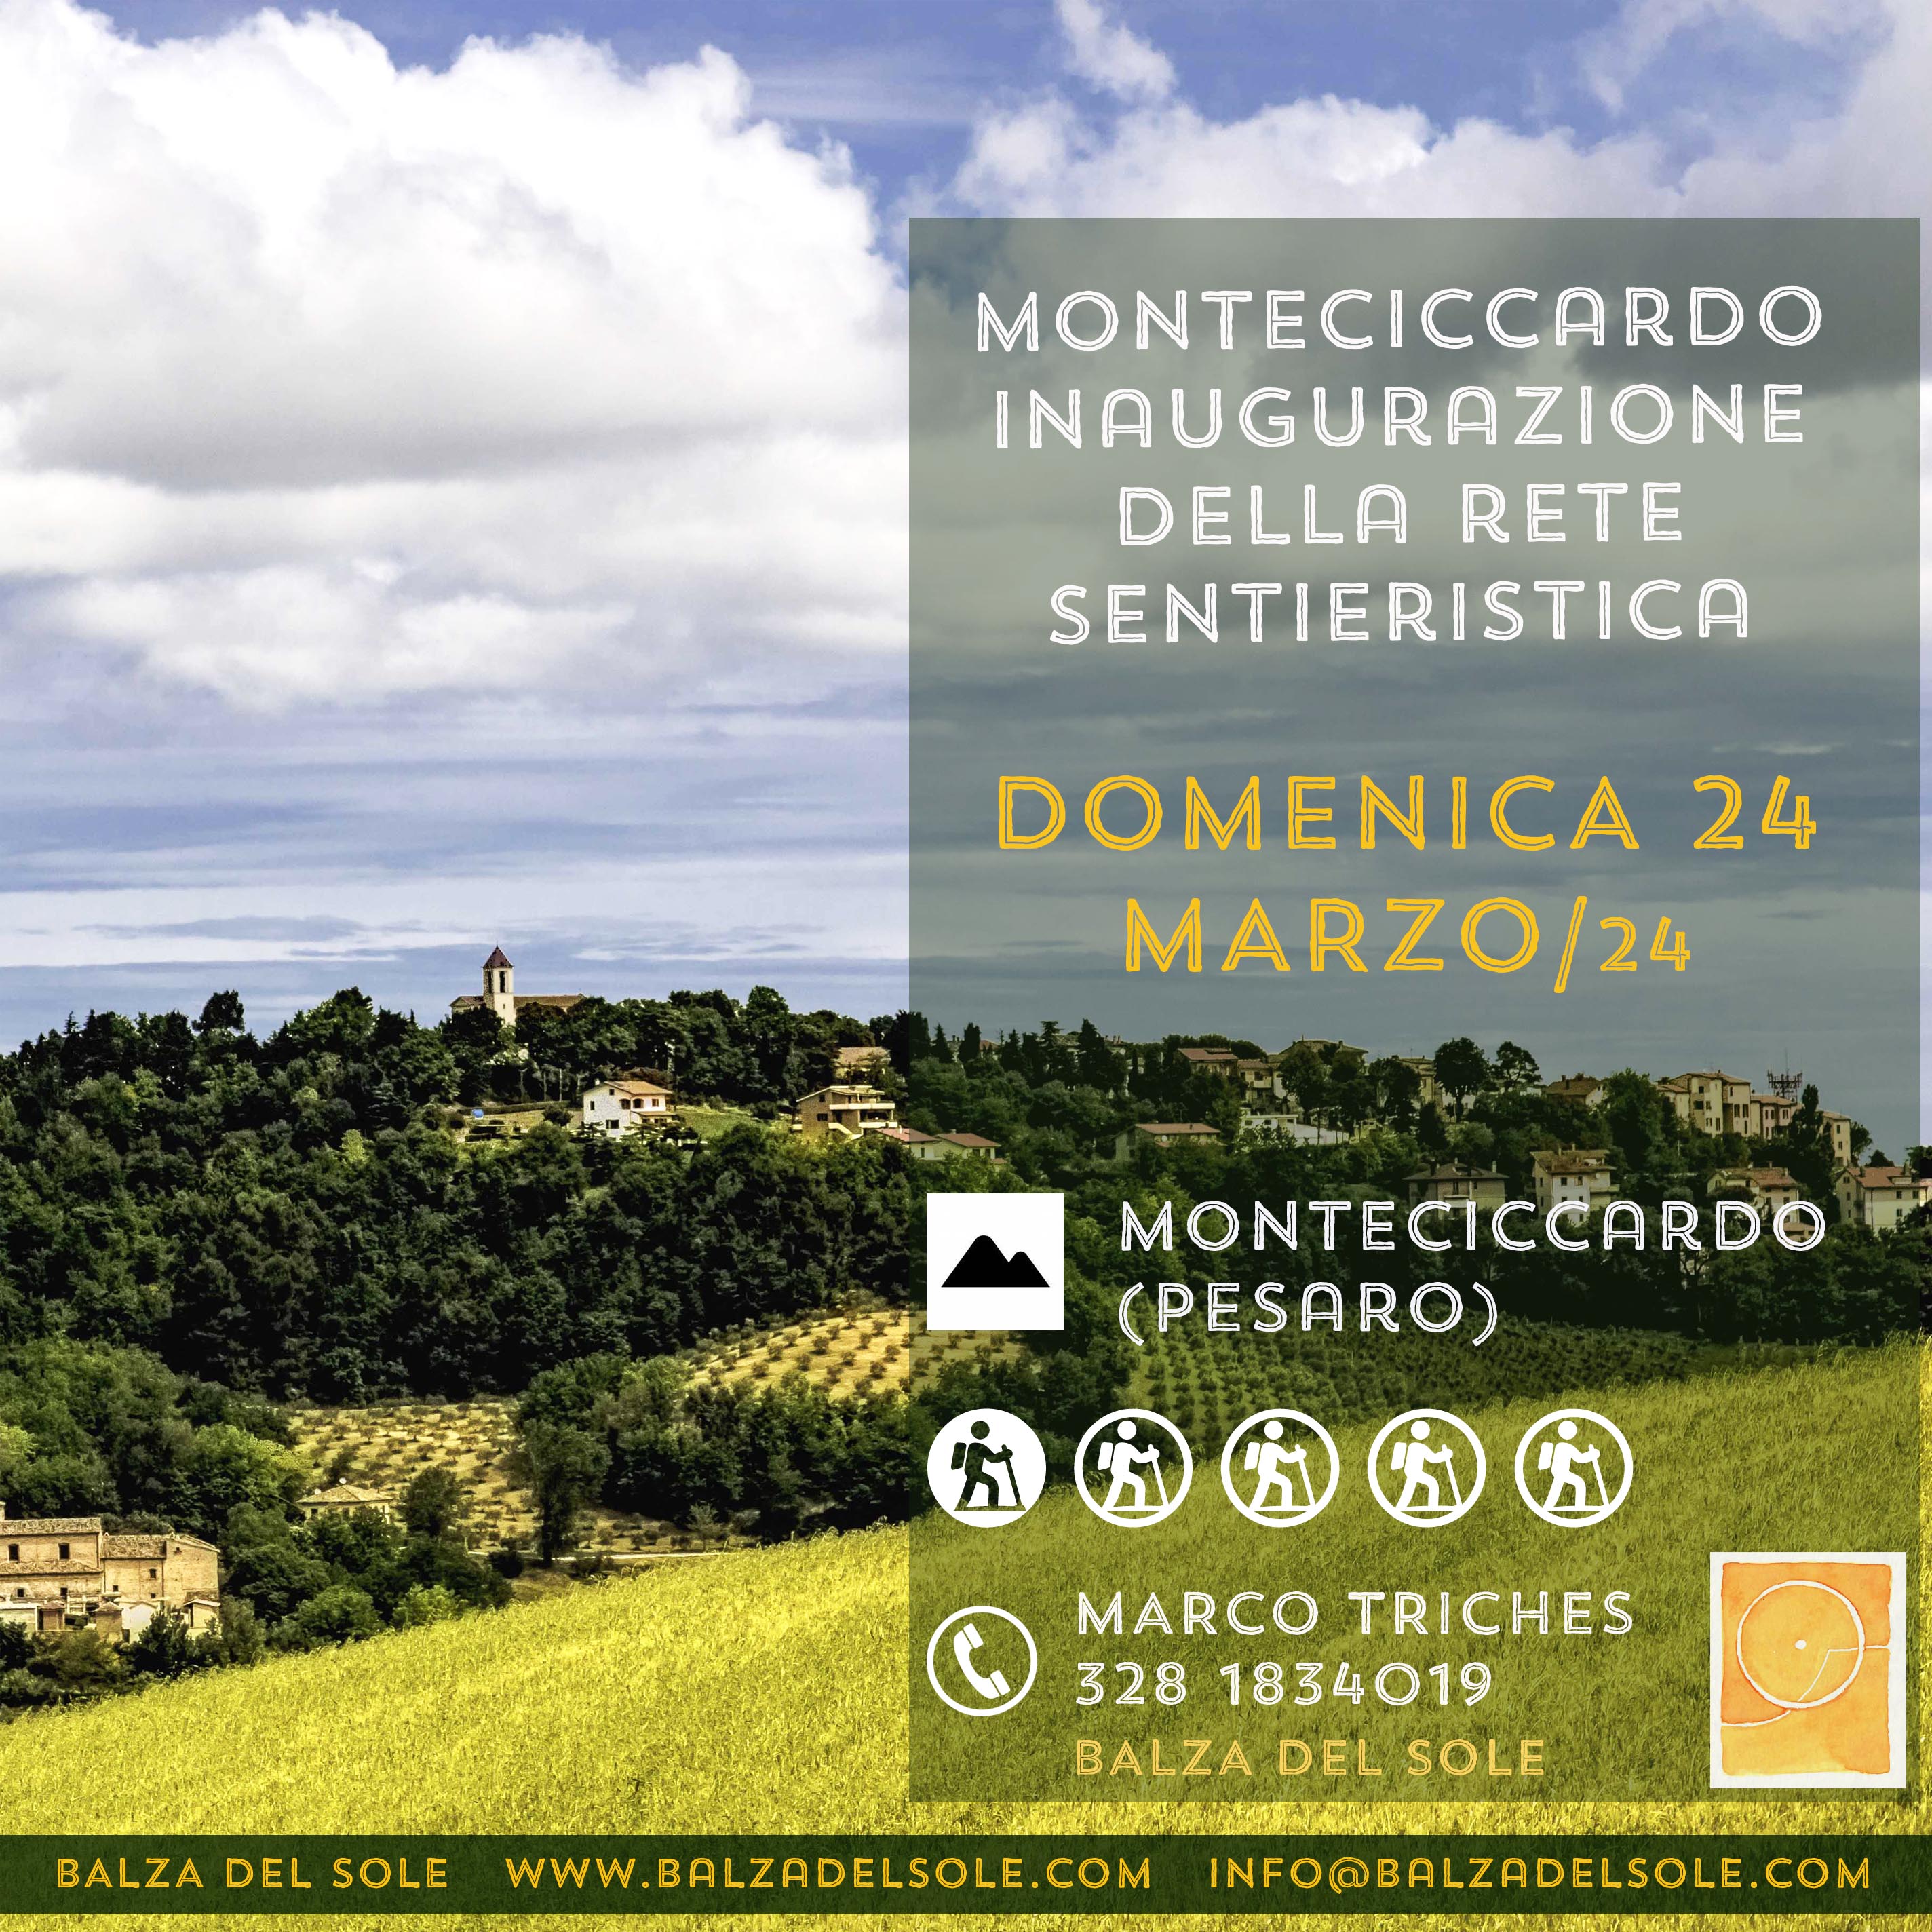 MONTECICCARDO
INAUGURAZIONE
DELLA RETE
SENTIERISTICA
DOMENICA 24
MARZO/24
MONTECICCARDO
(PESARO)
MARCO TRICHES
328 1834019
BALZA DEL SOLE
BALZA DEL SOLE WWW.BALZADELSOLE.COM INFO@BALZADELSOLE.COM